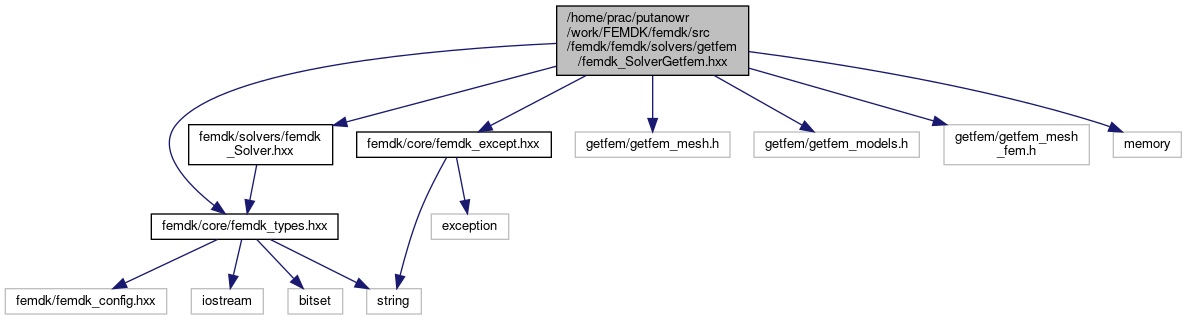 /home/prac/putanowr
/work/FEMDK/femdk/src
/femdk/femdk/solvers/getfem
/femdk_SolverGetfem.hxx
femdk/solvers/femdk
_Solver.hxx
femdk/core/femdk_except.hxx
getfem/getfem_mesh.h
getfem/getfem_models.h
getfem/getfem_mesh
_fem.h
memory
femdk/core/femdk_types.hxx
exception
femdk/femdk_config.hxx
iostream
bitset
string